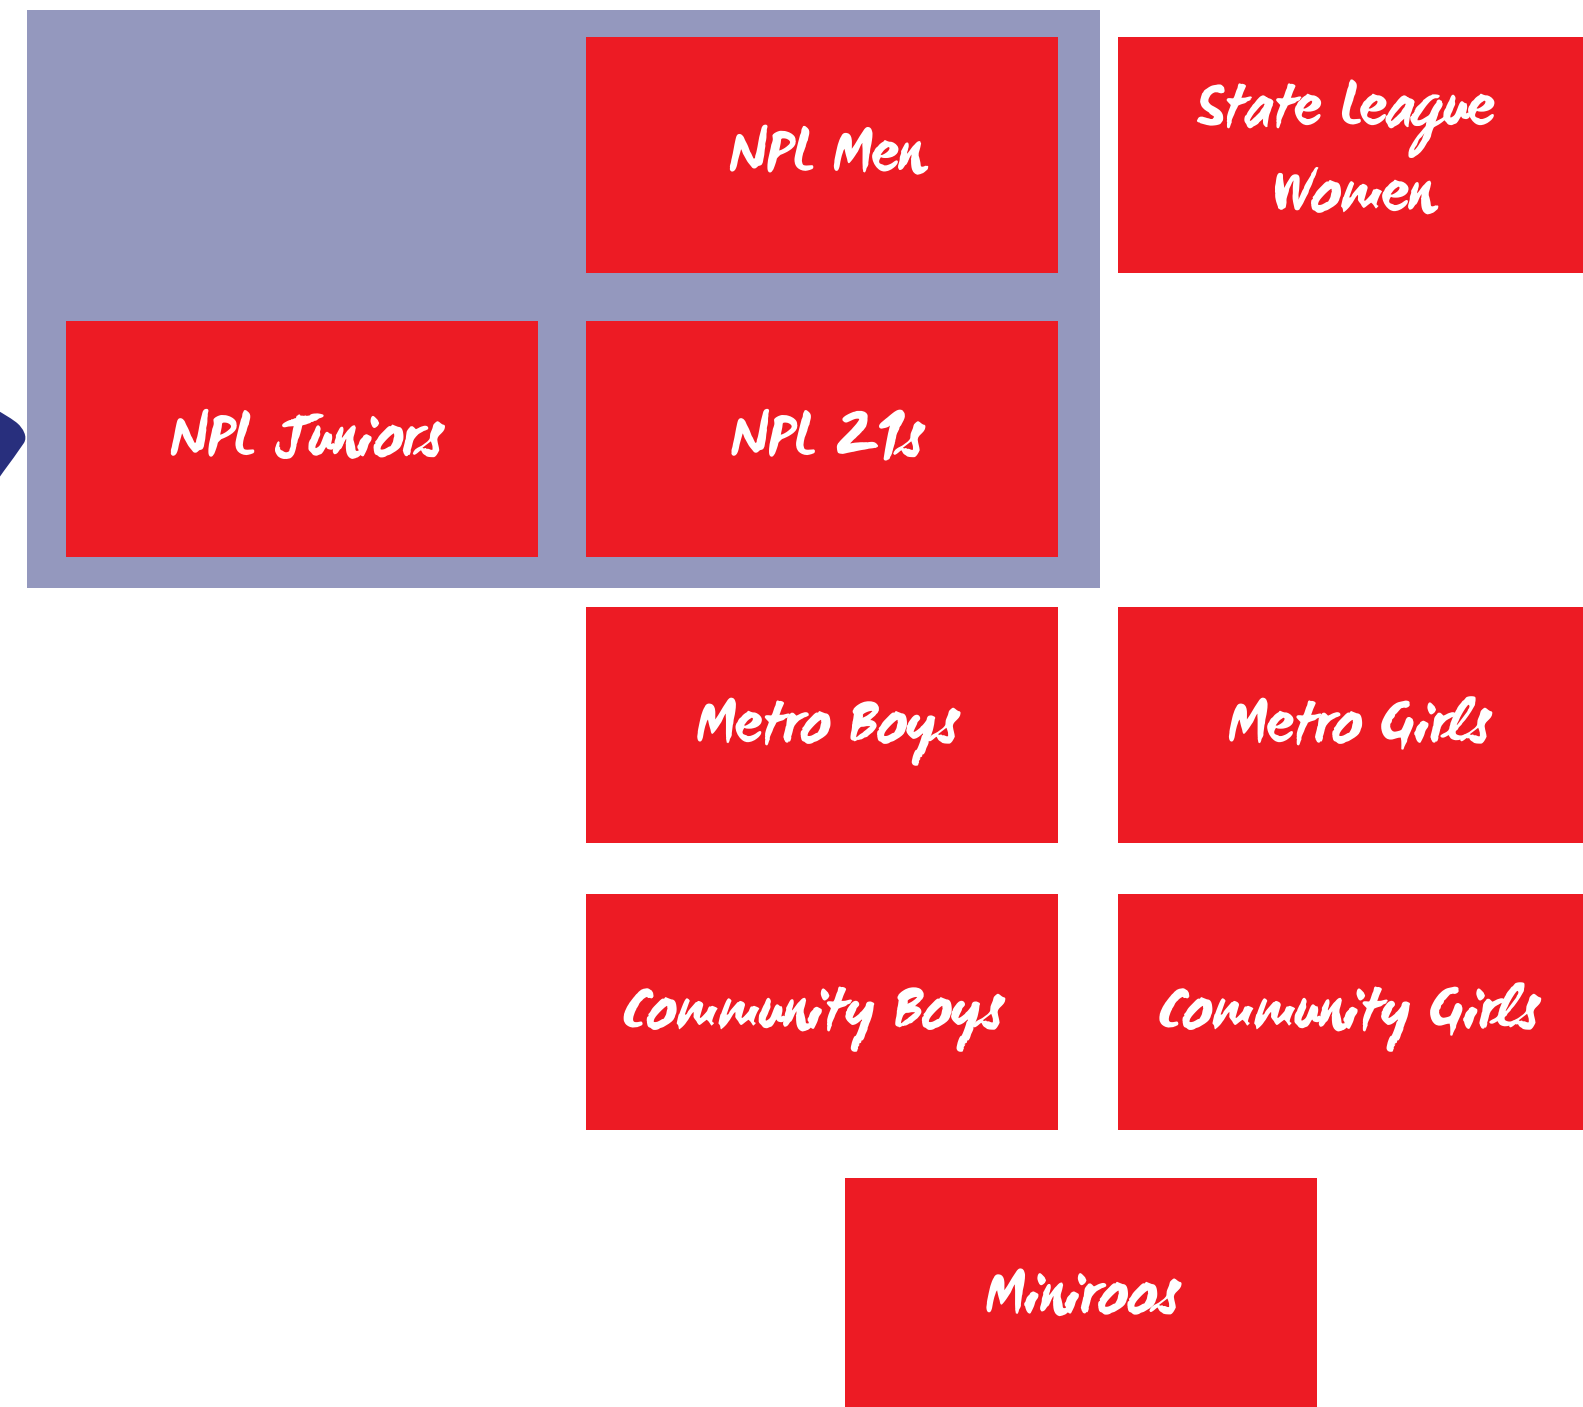 NPL Men
State League
Women
NPL Juniors
NPL 21s
Metro Boys
Metro Girls
Community Boys
Community Girls
Miniroos